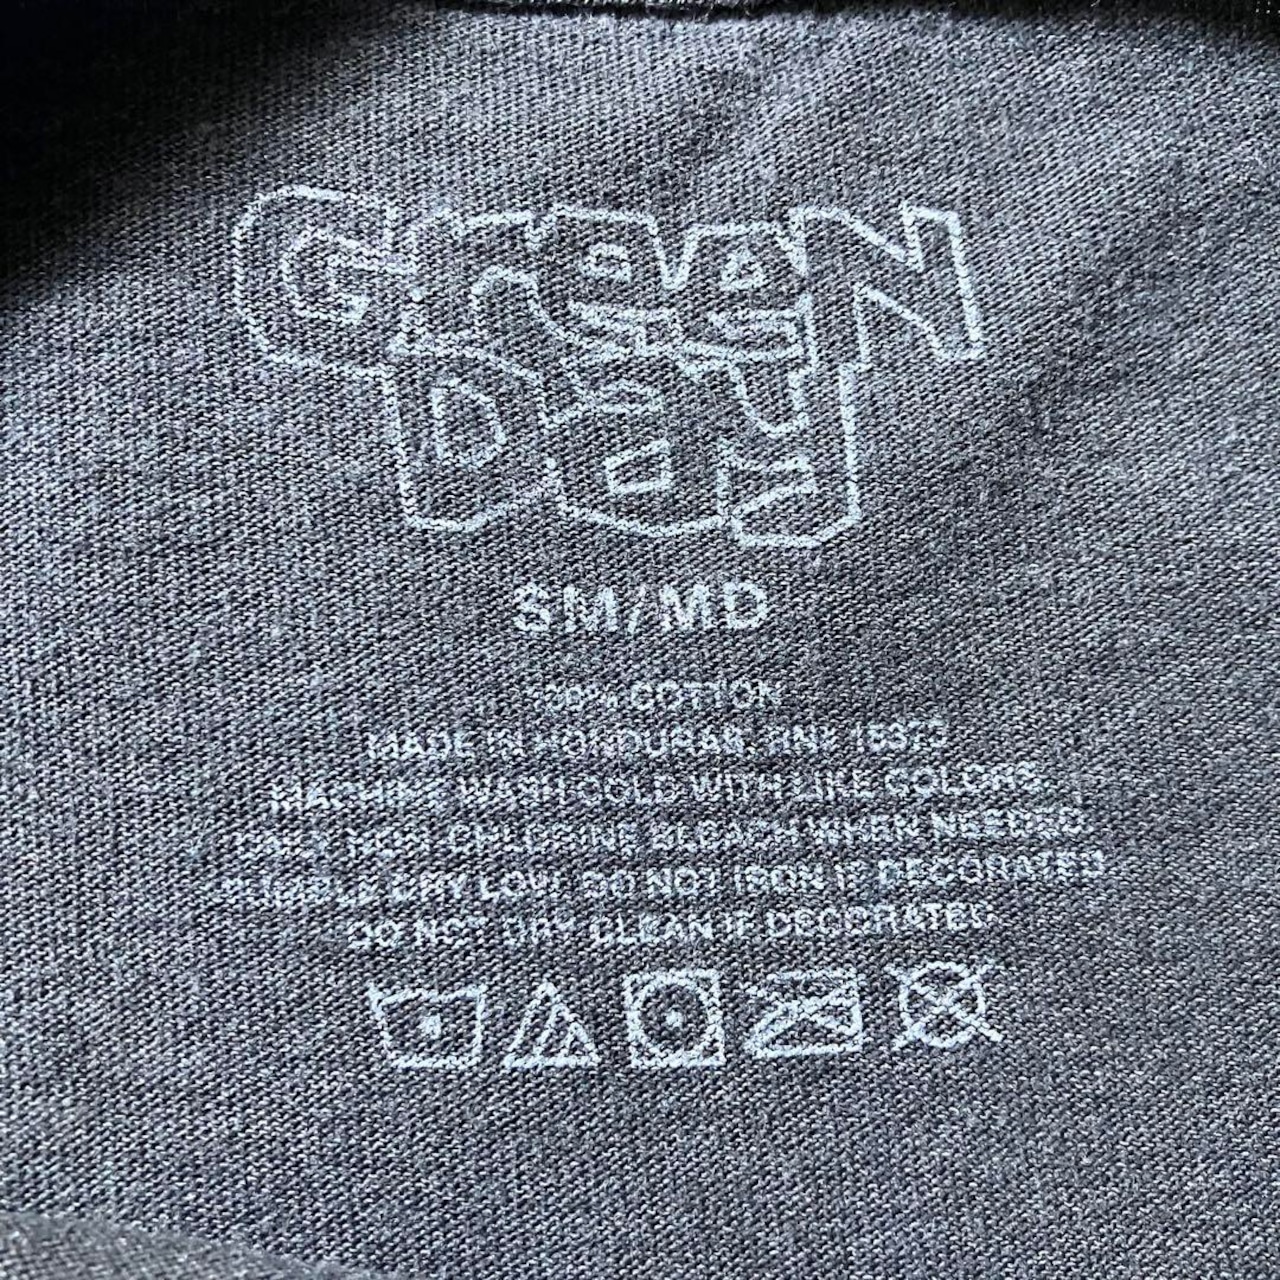 GREEN
DAY
SM/MD
100% COTTON
MADE IN HONDURAS. RN#
MACHINE WASH COLD WITH LIKE COLORS.
ONLY NON-CHLORINE BLEACH WHEN NEEDED.
TUMBLE DRY LOW. DO NOT IRON IF DECORATED.
DO NOT DRY CLEAN IF DECORATED